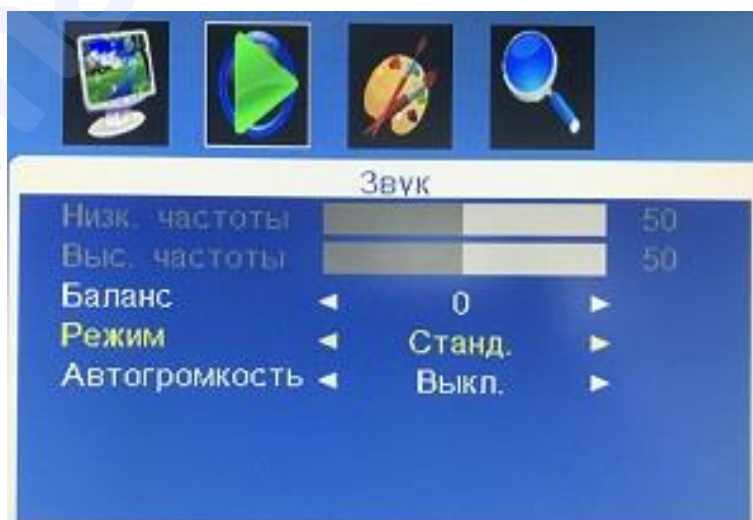 Звук
Низк. частоты 50
Выс. частоты 50
Баланс 0
Режим Станд.
Автогромкость Выкл.